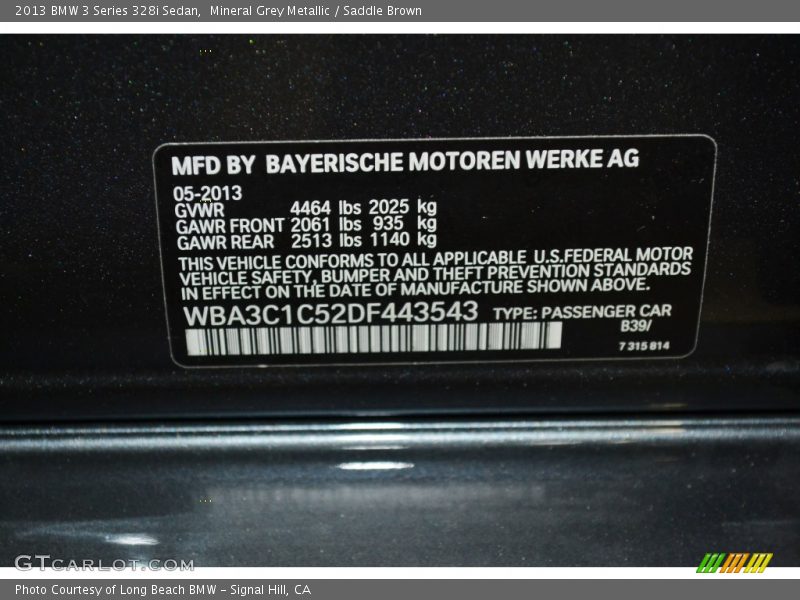 2013 BMW 3 Series 328i Sedan,  Mineral Grey Metallic / Saddle Brown
MFD BY BAYERISCHE MOTOREN WERKE AG
05-2013
GVWR 4464 lbs 2025 kg
GAWR FRONT 2061 lbs 935 kg
GAWR REAR 2513 lbs 1140 kg
THIS VEHICLE CONFORMS TO ALL APPLICABLE U.S.FEDERAL MOTOR
VEHICLE SAFETY, BUMPER AND THEFT PREVENTION STANDARDS
IN EFFECT ON THE DATE OF MANUFACTURE SHOWN ABOVE.
WBA3C1C52DF443543 TYPE: PASSENGER CAR
B39/
7 315 814
GTCARLOT.COM
Photo Courtesy of Long Beach BMW - Signal Hill, CA